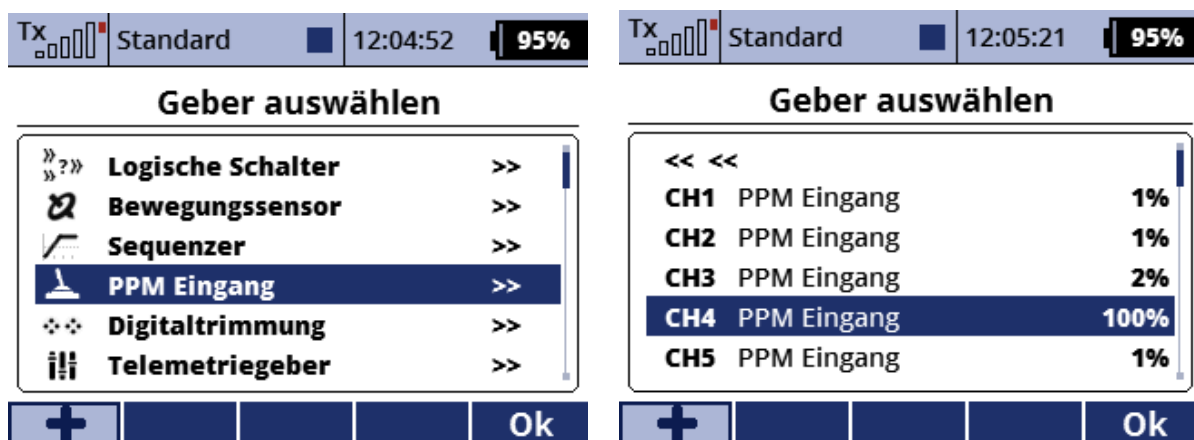 Tx Standard 12:04:52 95%
Geber auswählen
»?» Logische Schalter >>
Bewegungssensor >>
Sequenzer >>
PPM Eingang >>
Digitaltrimmung >>
Telemetriegeber >>
Ok
Tx Standard 12:05:21 95%
Geber auswählen
<< <<
CH1 PPM Eingang 1%
CH2 PPM Eingang 1%
CH3 PPM Eingang 2%
CH4 PPM Eingang 100%
CH5 PPM Eingang 1%
Ok